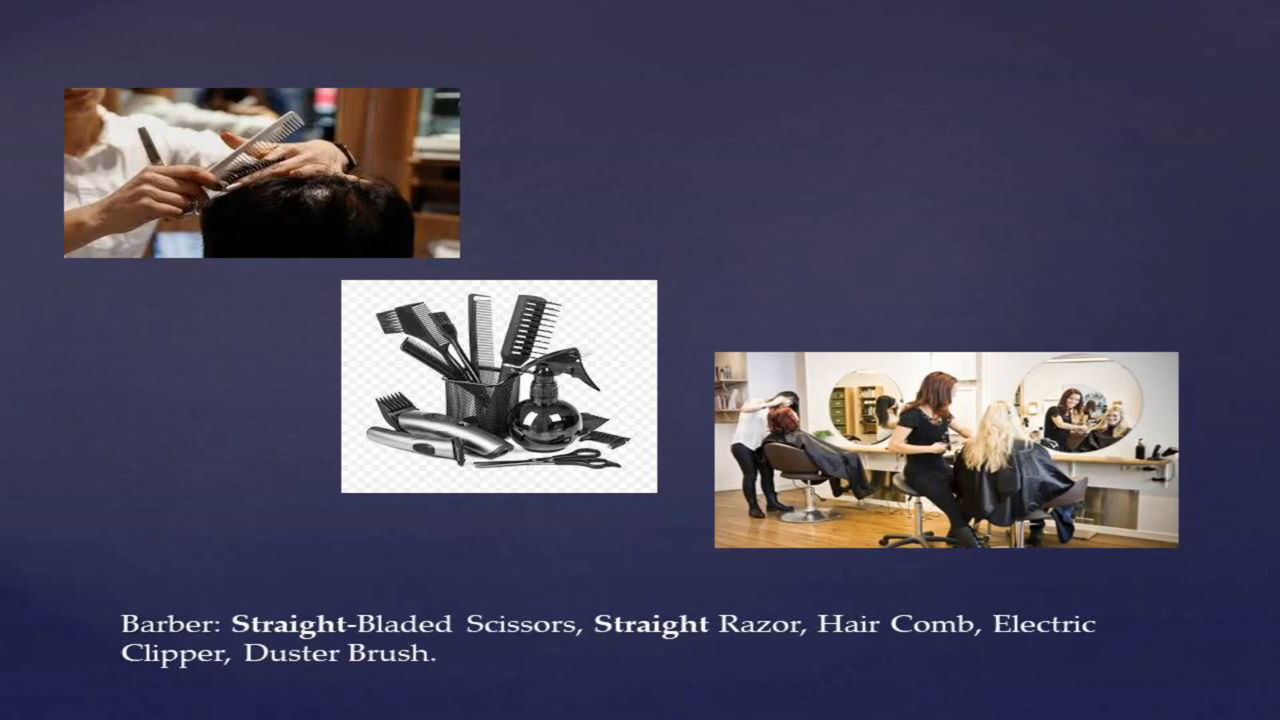 Barber: Straight-Bladed Scissors, Straight Razor, Hair Comb, Electric
Clipper, Duster Brush.